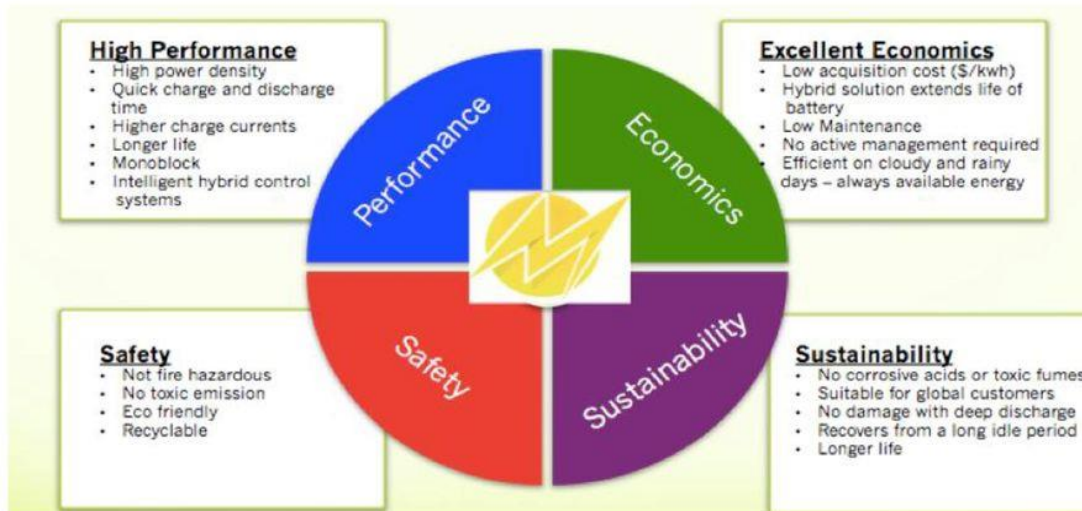 High Performance
• High power density
• Quick charge and discharge
time
• Higher charge currents
• Longer life
• Monoblock
• Intelligent hybrid control
systems
Performance
Economics
Excellent Economics
• Low acquisition cost ($/kwh)
• Hybrid solution extends life of
battery
• Low Maintenance
• No active management required
• Efficient on cloudy and rainy
days – always available energy
Safety
• Not fire hazardous
• No toxic emission
• Eco friendly
• Recyclable
Safety
Sustainability
Sustainability
• No corrosive acids or toxic fumes
• Suitable for global customers
• No damage with deep discharge
• Recovers from a long idle period
• Longer life